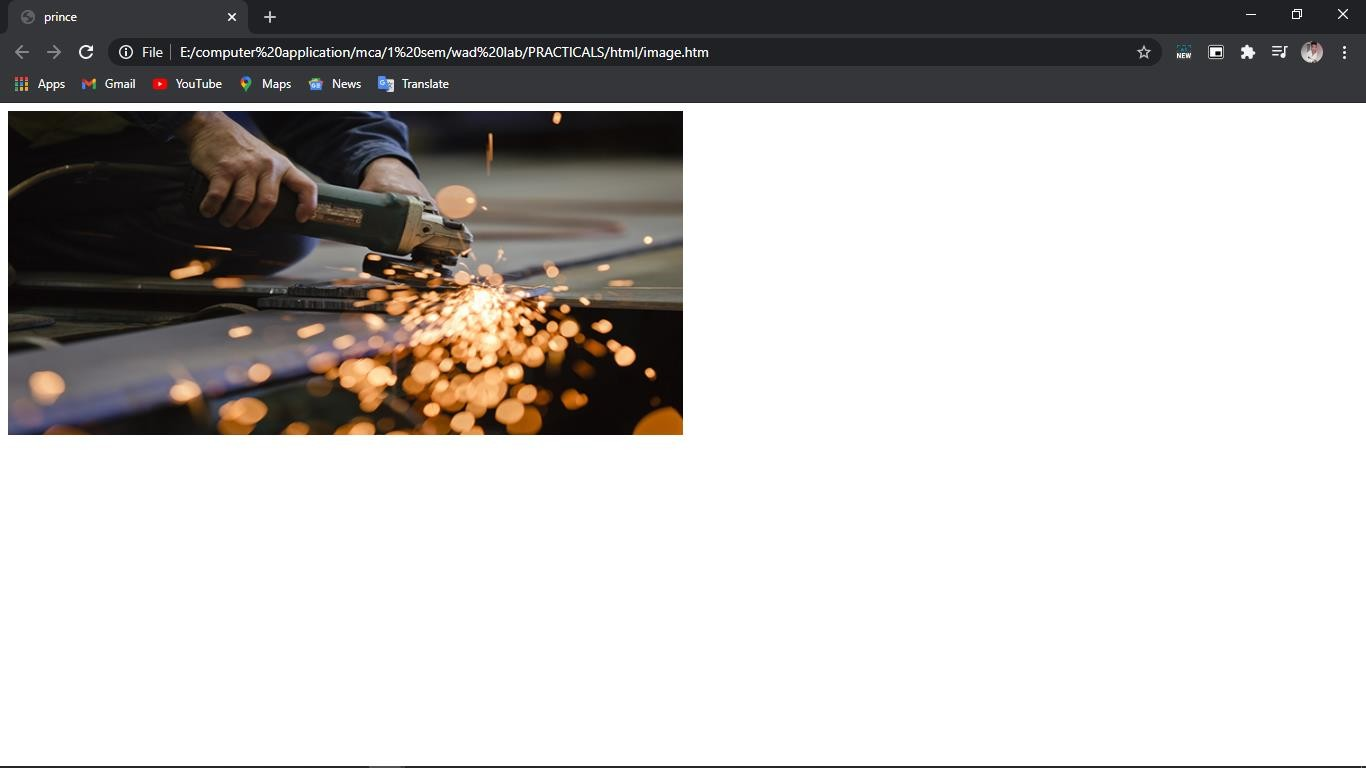 prince
File E:/computer%20application/mca/1%20sem/wad%20lab/PRACTICALS/html/image.htm
NEW
Apps Gmail YouTube Maps News Translate